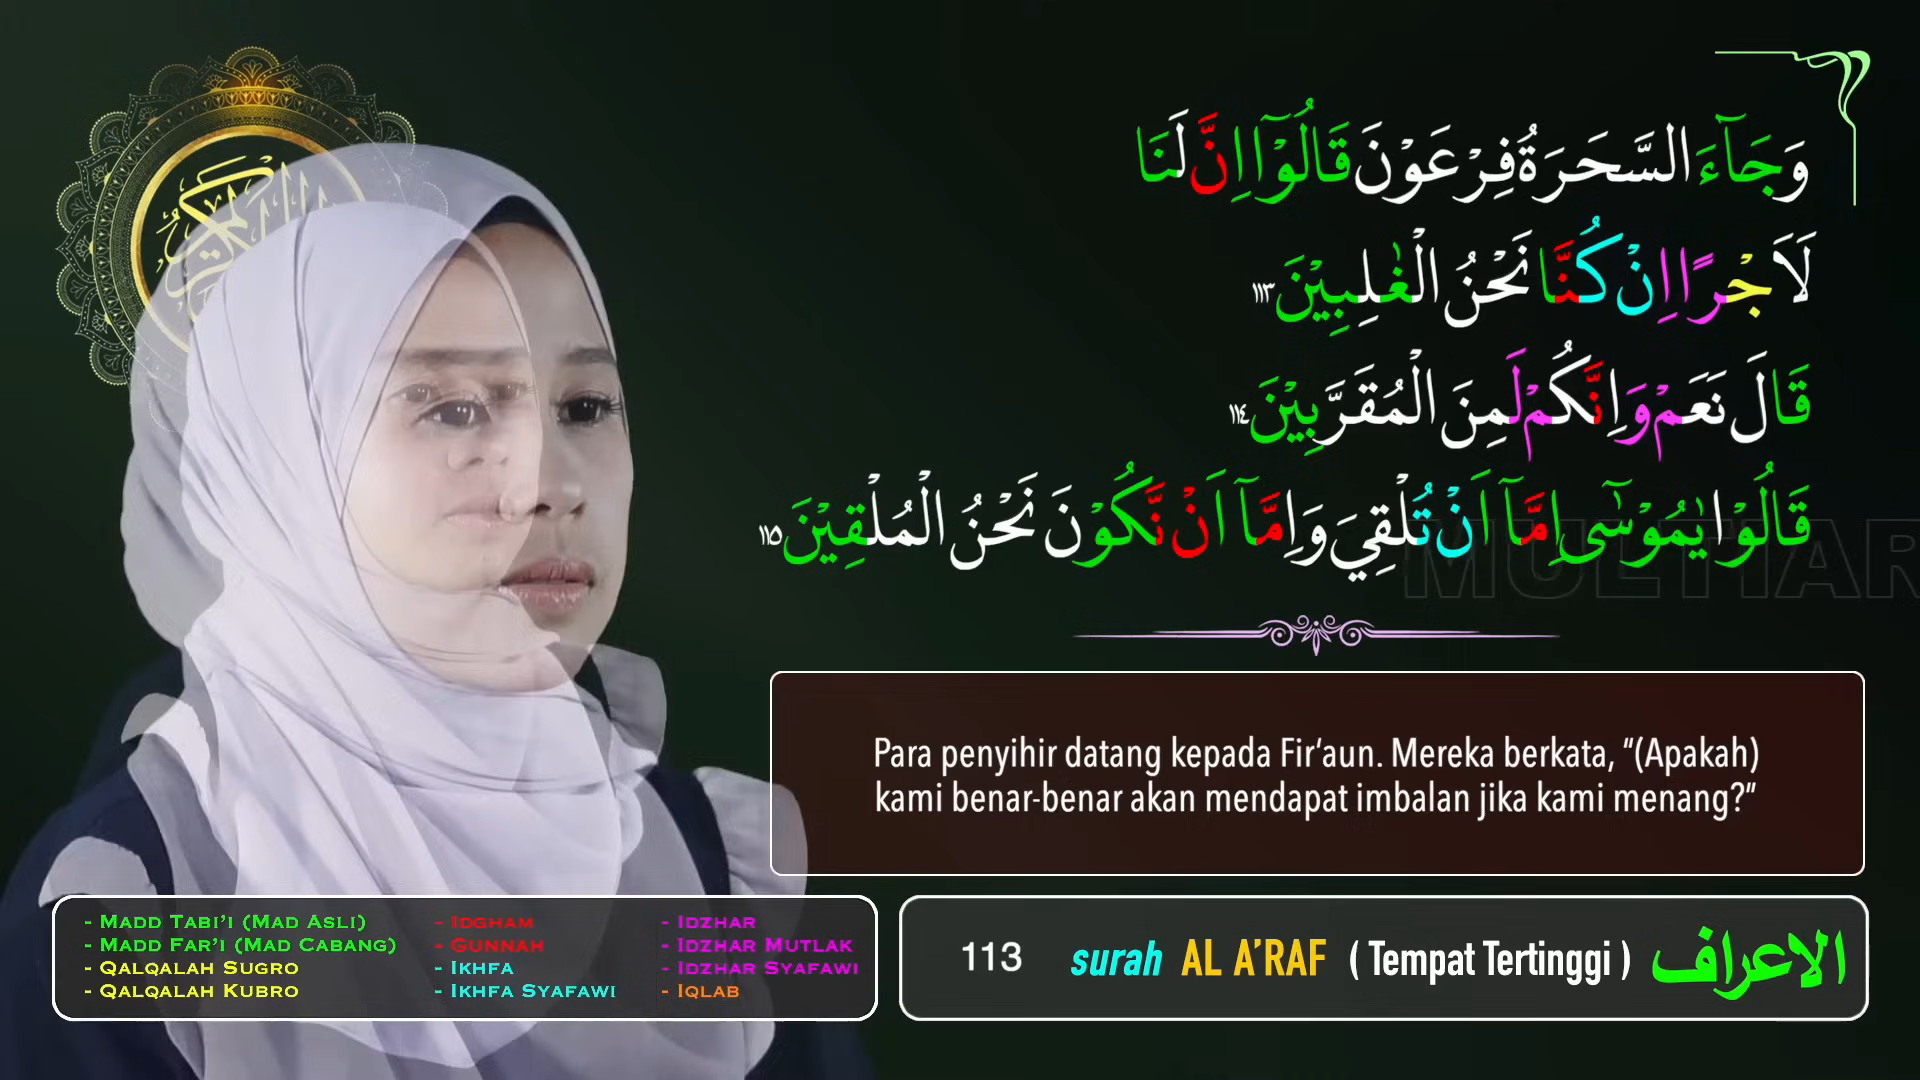 وَجَاۤءَ السَّحَرَةُ فِرْعَوْنَ قَالُوْٓا اِنَّ لَنَا
لَاَجْرًا اِنْ كُنَّا نَحْنُ الْغٰلِبِيْنَ ١١٣
قَالَ نَعَمْ وَاِنَّكُمْ لَمِنَ الْمُقَرَّبِيْنَ ١١٤
قَالُوْا يٰمُوْسٰٓى اِمَّآ اَنْ تُلْقِيَ وَاِمَّآ اَنْ نَّكُوْنَ نَحْنُ الْمُلْقِيْنَ ١١٥
MULTIAR
Para penyihir datang kepada Fir‘aun. Mereka berkata, “(Apakah)
kami benar-benar akan mendapat imbalan jika kami menang?”
- Madd Tabi’i (Mad Asli)
- Madd Far’i (Mad Cabang)
- Qalqalah Sugro
- Qalqalah Kubro
- Idgham
- Gunnah
- Ikhfa
- Ikhfa Syafawi
- Idzhar
- Idzhar Mutlak
- Idzhar Syafawi
- Iqlab
113 surah AL A’RAF ( Tempat Tertinggi ) الاعراف